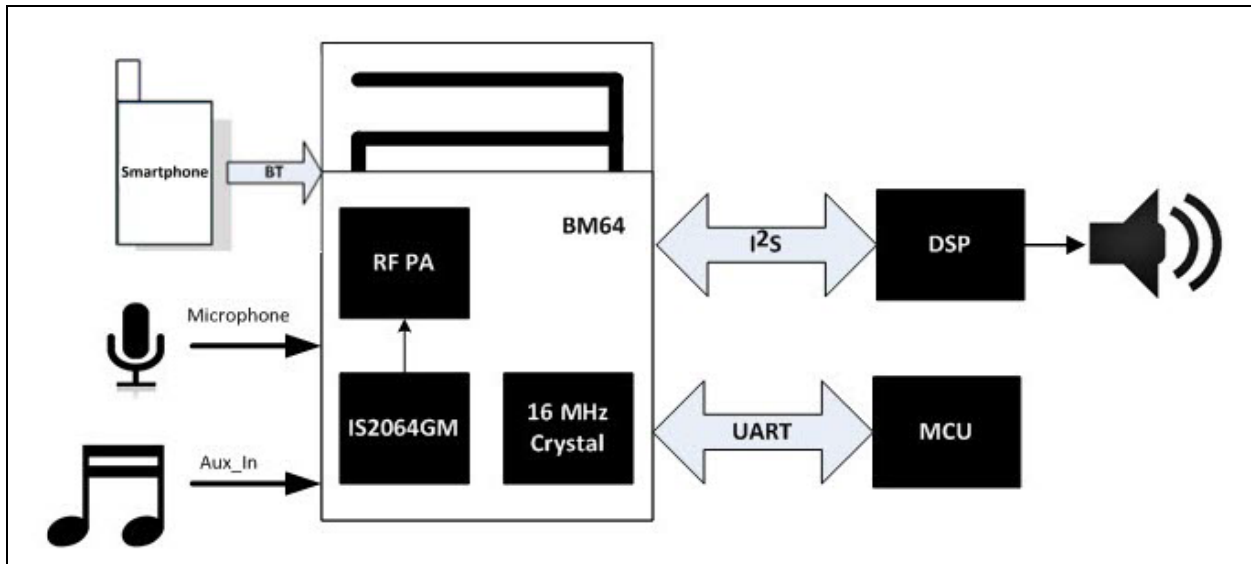 Smartphone
BT
Microphone
Aux_In
BM64
RF PA
IS2064GM
16 MHz
Crystal
I²S
DSP
UART
MCU